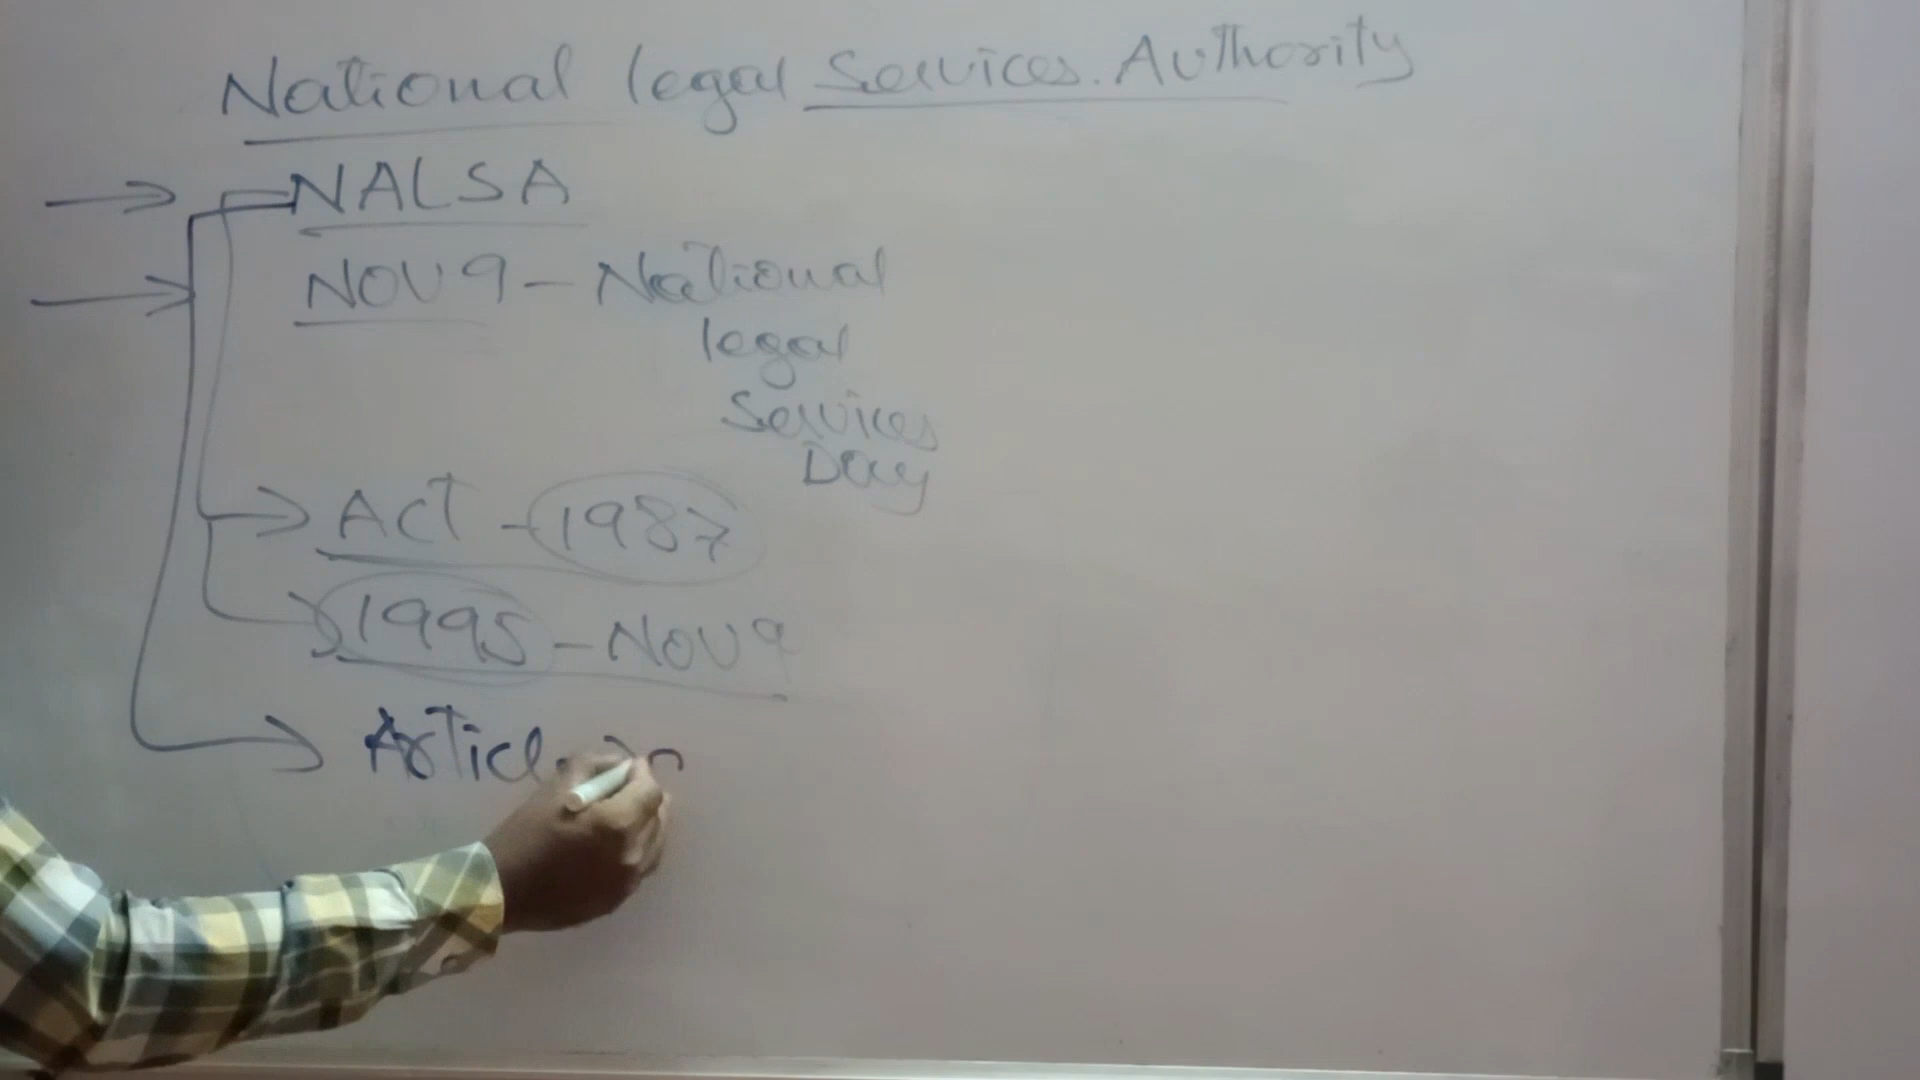 National legal Services. Authority
NALSA
NOV 9 - National
legal
Services
Day
ACT - 1987
1995 - NOV 9
Article